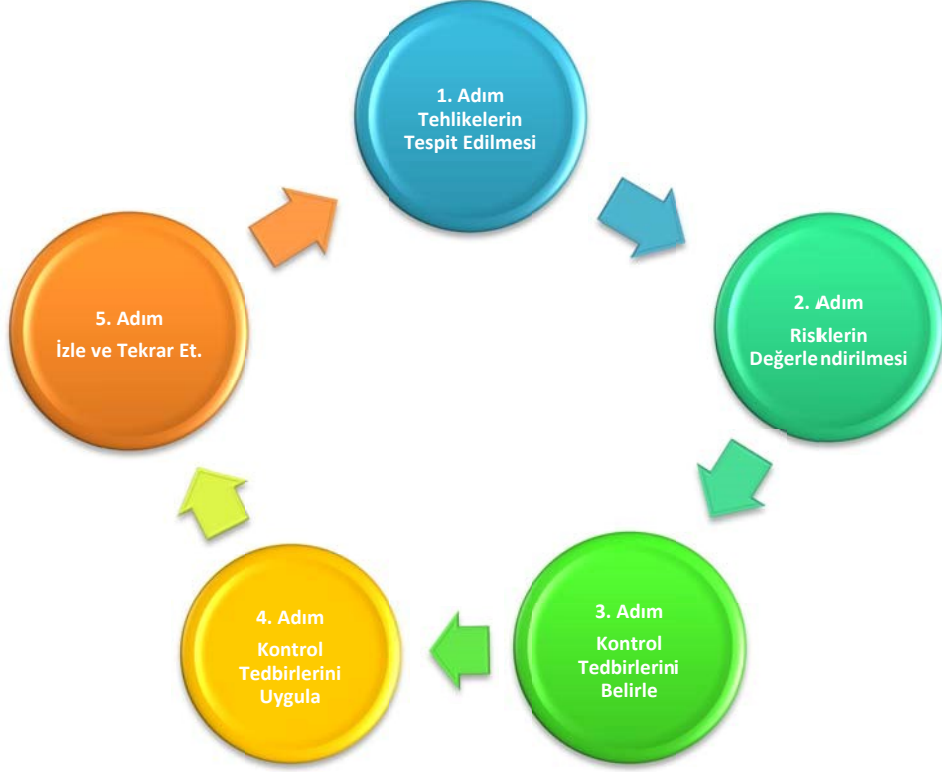 1. Adım
Tehlikelerin
Tespit Edilmesi
2. Adım
Risklerin
Değerlendirilmesi
3. Adım
Kontrol
Tedbirlerini
Belirle
4. Adım
Kontrol
Tedbirlerini
Uygula
5. Adım
İzle ve Tekrar Et.